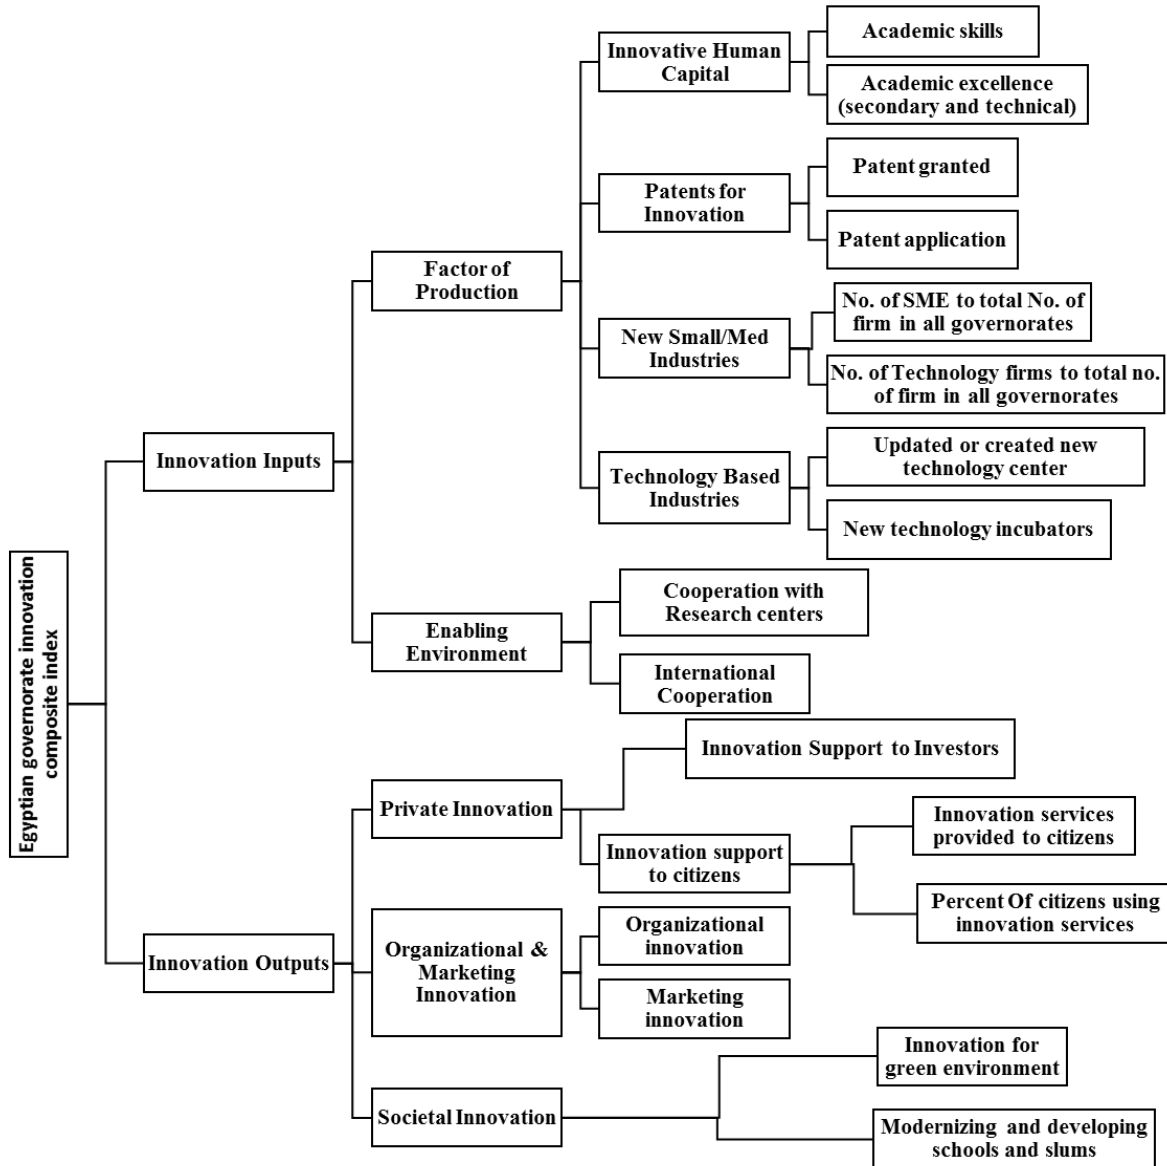 Egyptian governorate innovation
composite index
Innovation Inputs
Factor of
Production
Innovative Human
Capital
Academic skills
Academic excellence
(secondary and technical)
Patents for
Innovation
Patent granted
Patent application
New Small/Med
Industries
No. of SME to total No. of
firm in all governorates
No. of Technology firms to total no.
of firm in all governorates
Technology Based
Industries
Updated or created new
technology center
New technology incubators
Enabling
Environment
Cooperation with
Research centers
International
Cooperation
Innovation Outputs
Private Innovation
Innovation Support to Investors
Innovation support
to citizens
Innovation services
provided to citizens
Percent Of citizens using
innovation services
Organizational &
Marketing
Innovation
Organizational
innovation
Marketing
innovation
Societal Innovation
Innovation for
green environment
Modernizing and developing
schools and slums